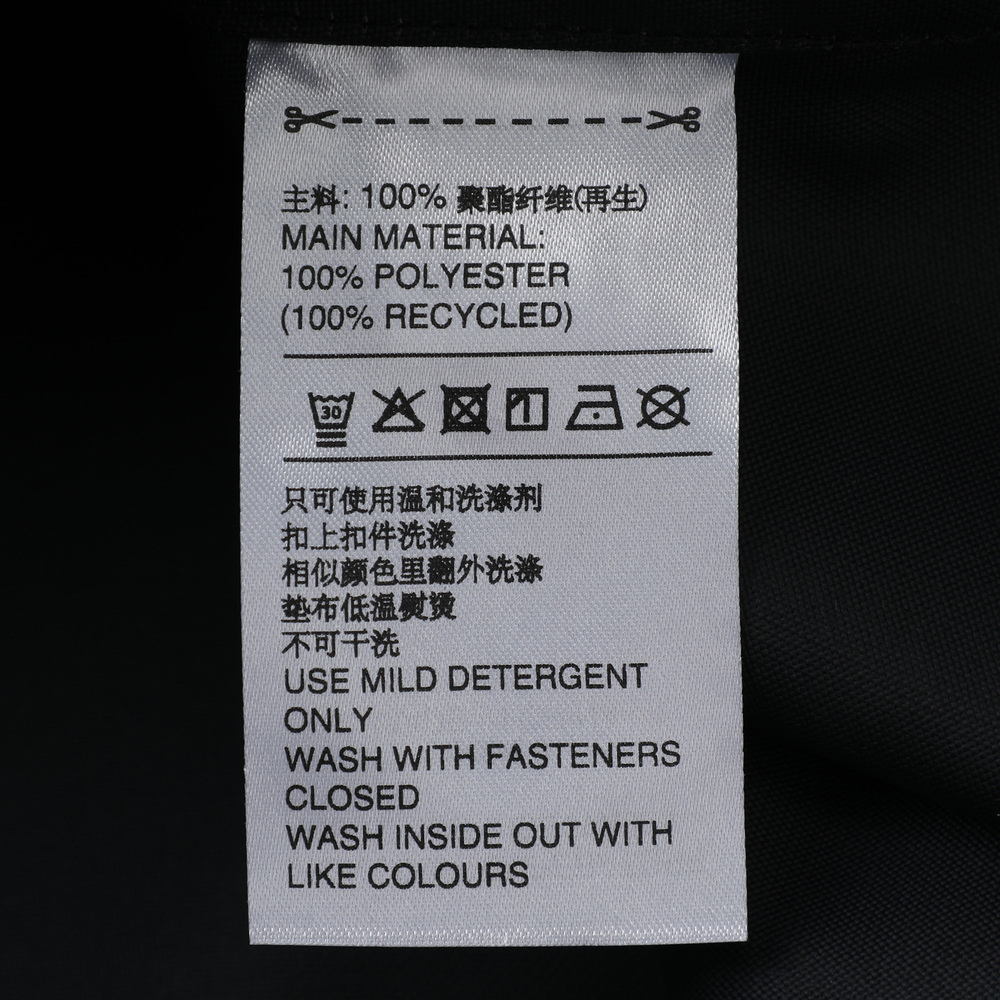 主料: 100% 聚酯纤维(再生)
MAIN MATERIAL:
100% POLYESTER
(100% RECYCLED)
30
只可使用温和洗涤剂
扣上扣件洗涤
相似颜色里翻外洗涤
垫布低温熨烫
不可干洗
USE MILD DETERGENT
ONLY
WASH WITH FASTENERS
CLOSED
WASH INSIDE OUT WITH
LIKE COLOURS